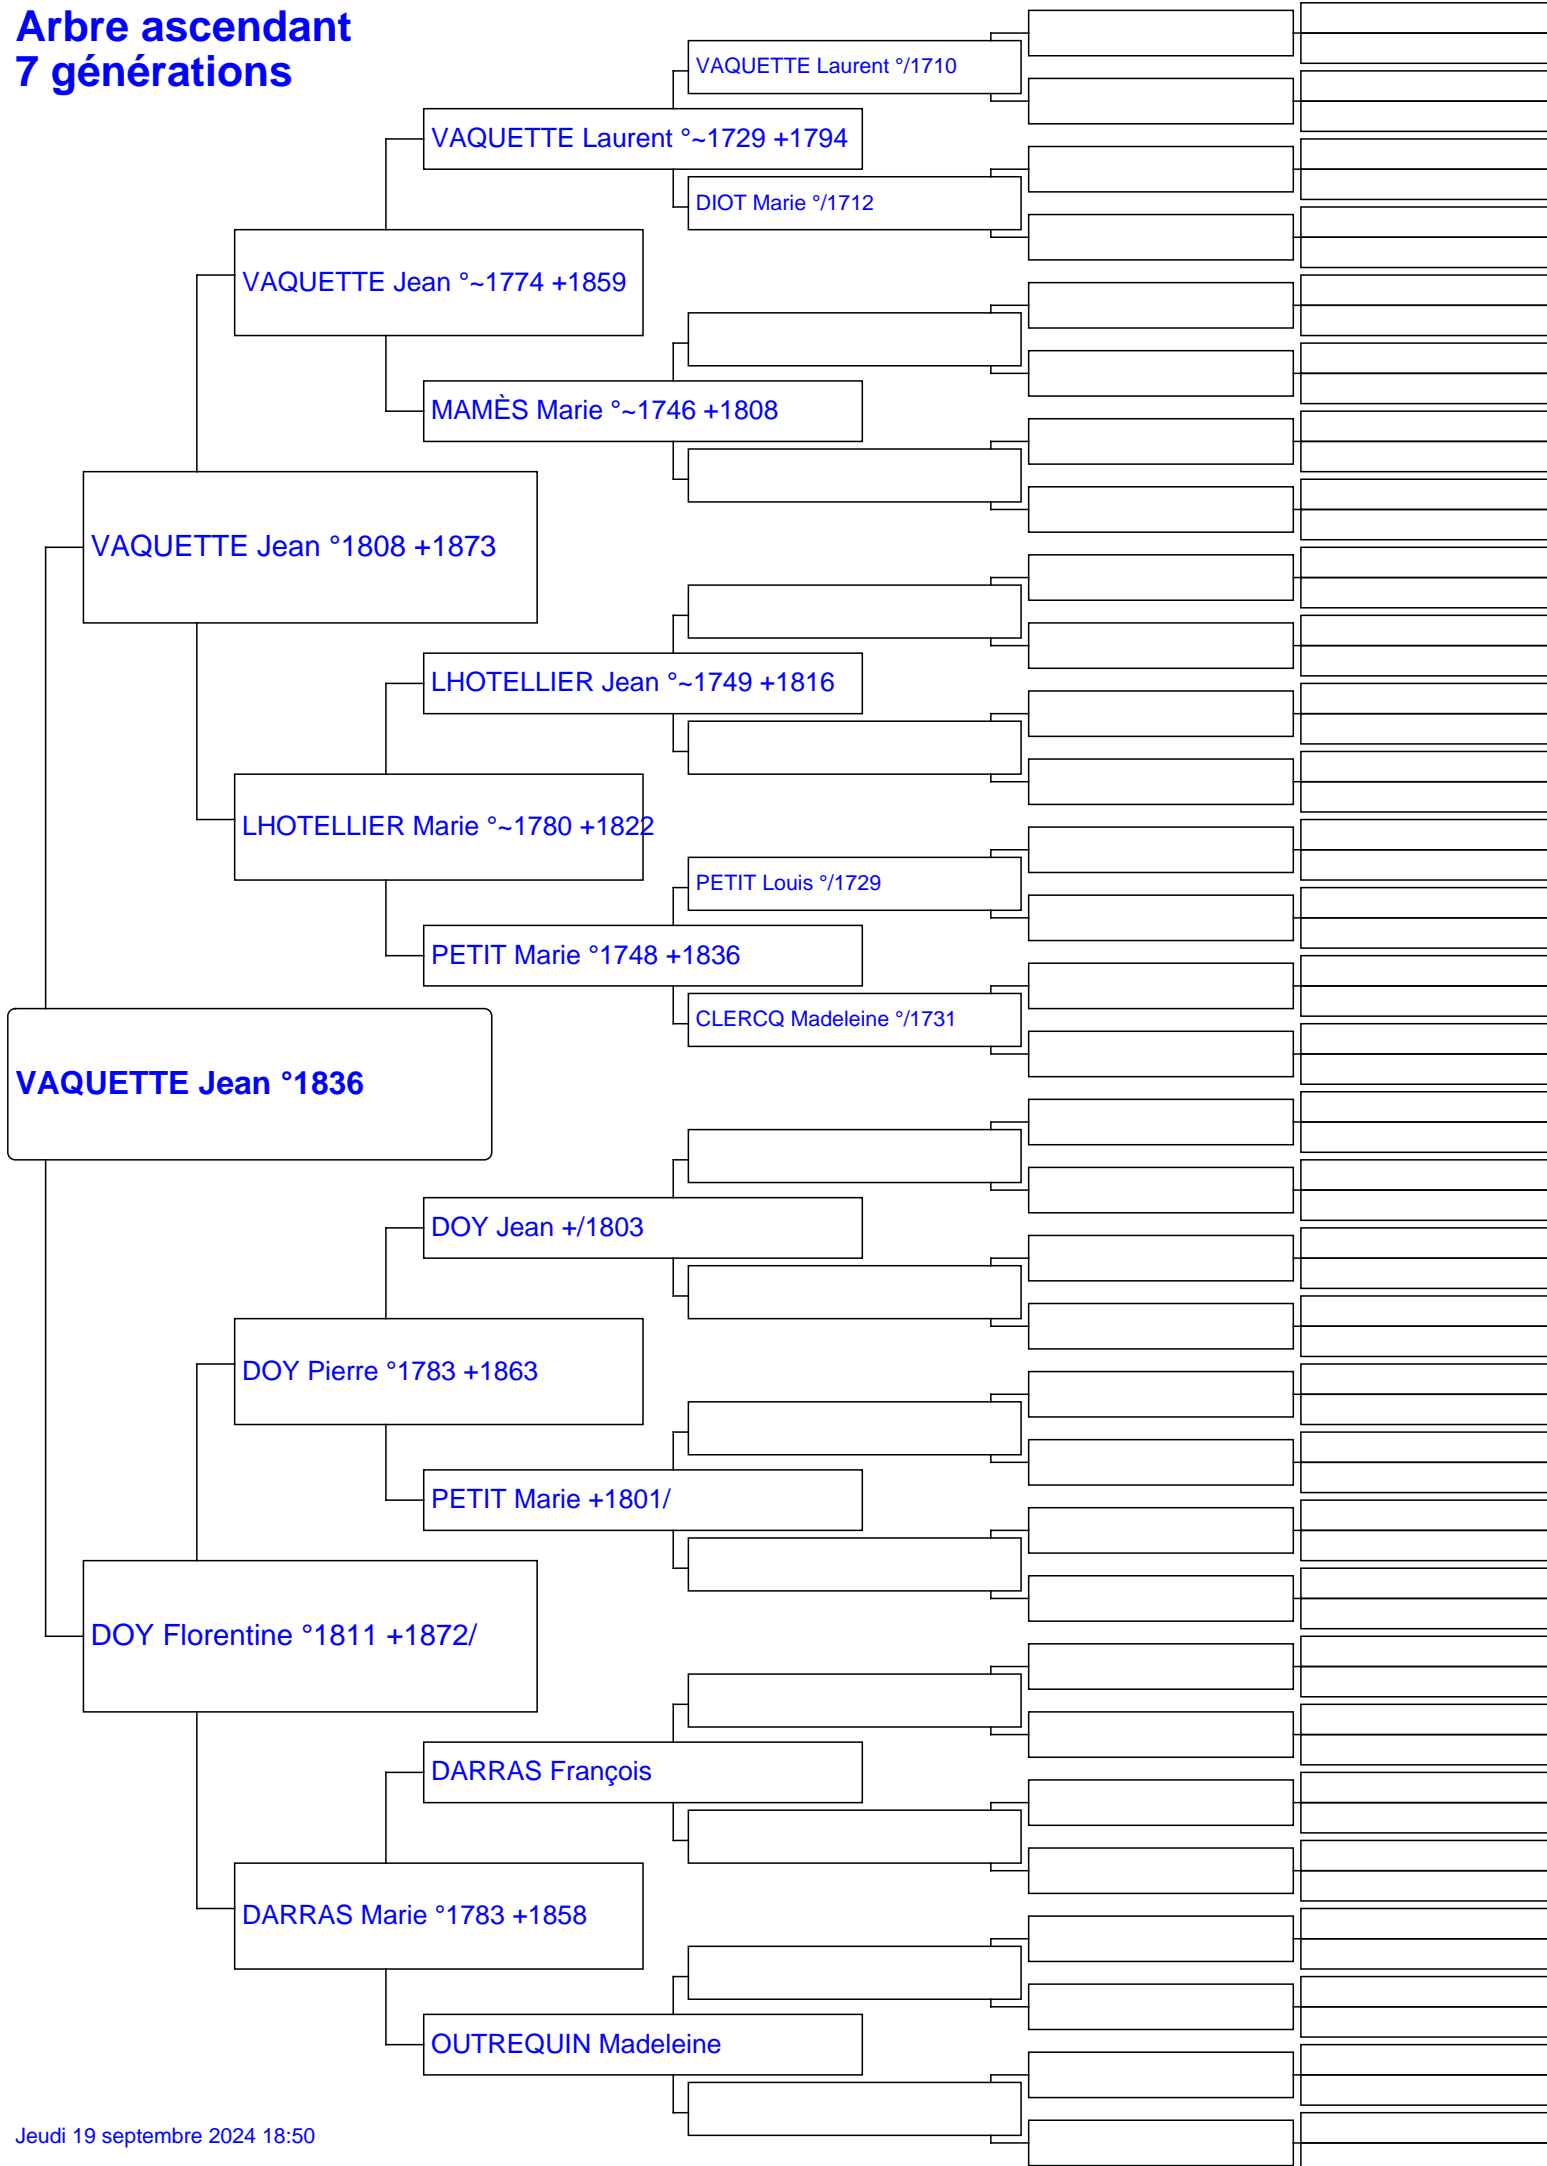 Arbre ascendant
7 générations
VAQUETTE Laurent °/1710
VAQUETTE Laurent °~1729 +1794
DIOT Marie °/1712
VAQUETTE Jean °~1774 +1859
MAMÈS Marie °~1746 +1808
VAQUETTE Jean °1808 +1873
LHOTELLIER Jean °~1749 +1816
LHOTELLIER Marie °~1780 +1822
PETIT Louis °/1729
PETIT Marie °1748 +1836
CLERCQ Madeleine °/1731
VAQUETTE Jean °1836
DOY Jean +/1803
DOY Pierre °1783 +1863
PETIT Marie +1801/
DOY Florentine °1811 +1872/
DARRAS François
DARRAS Marie °1783 +1858
OUTREQUIN Madeleine
Jeudi 19 septembre 2024 18:50